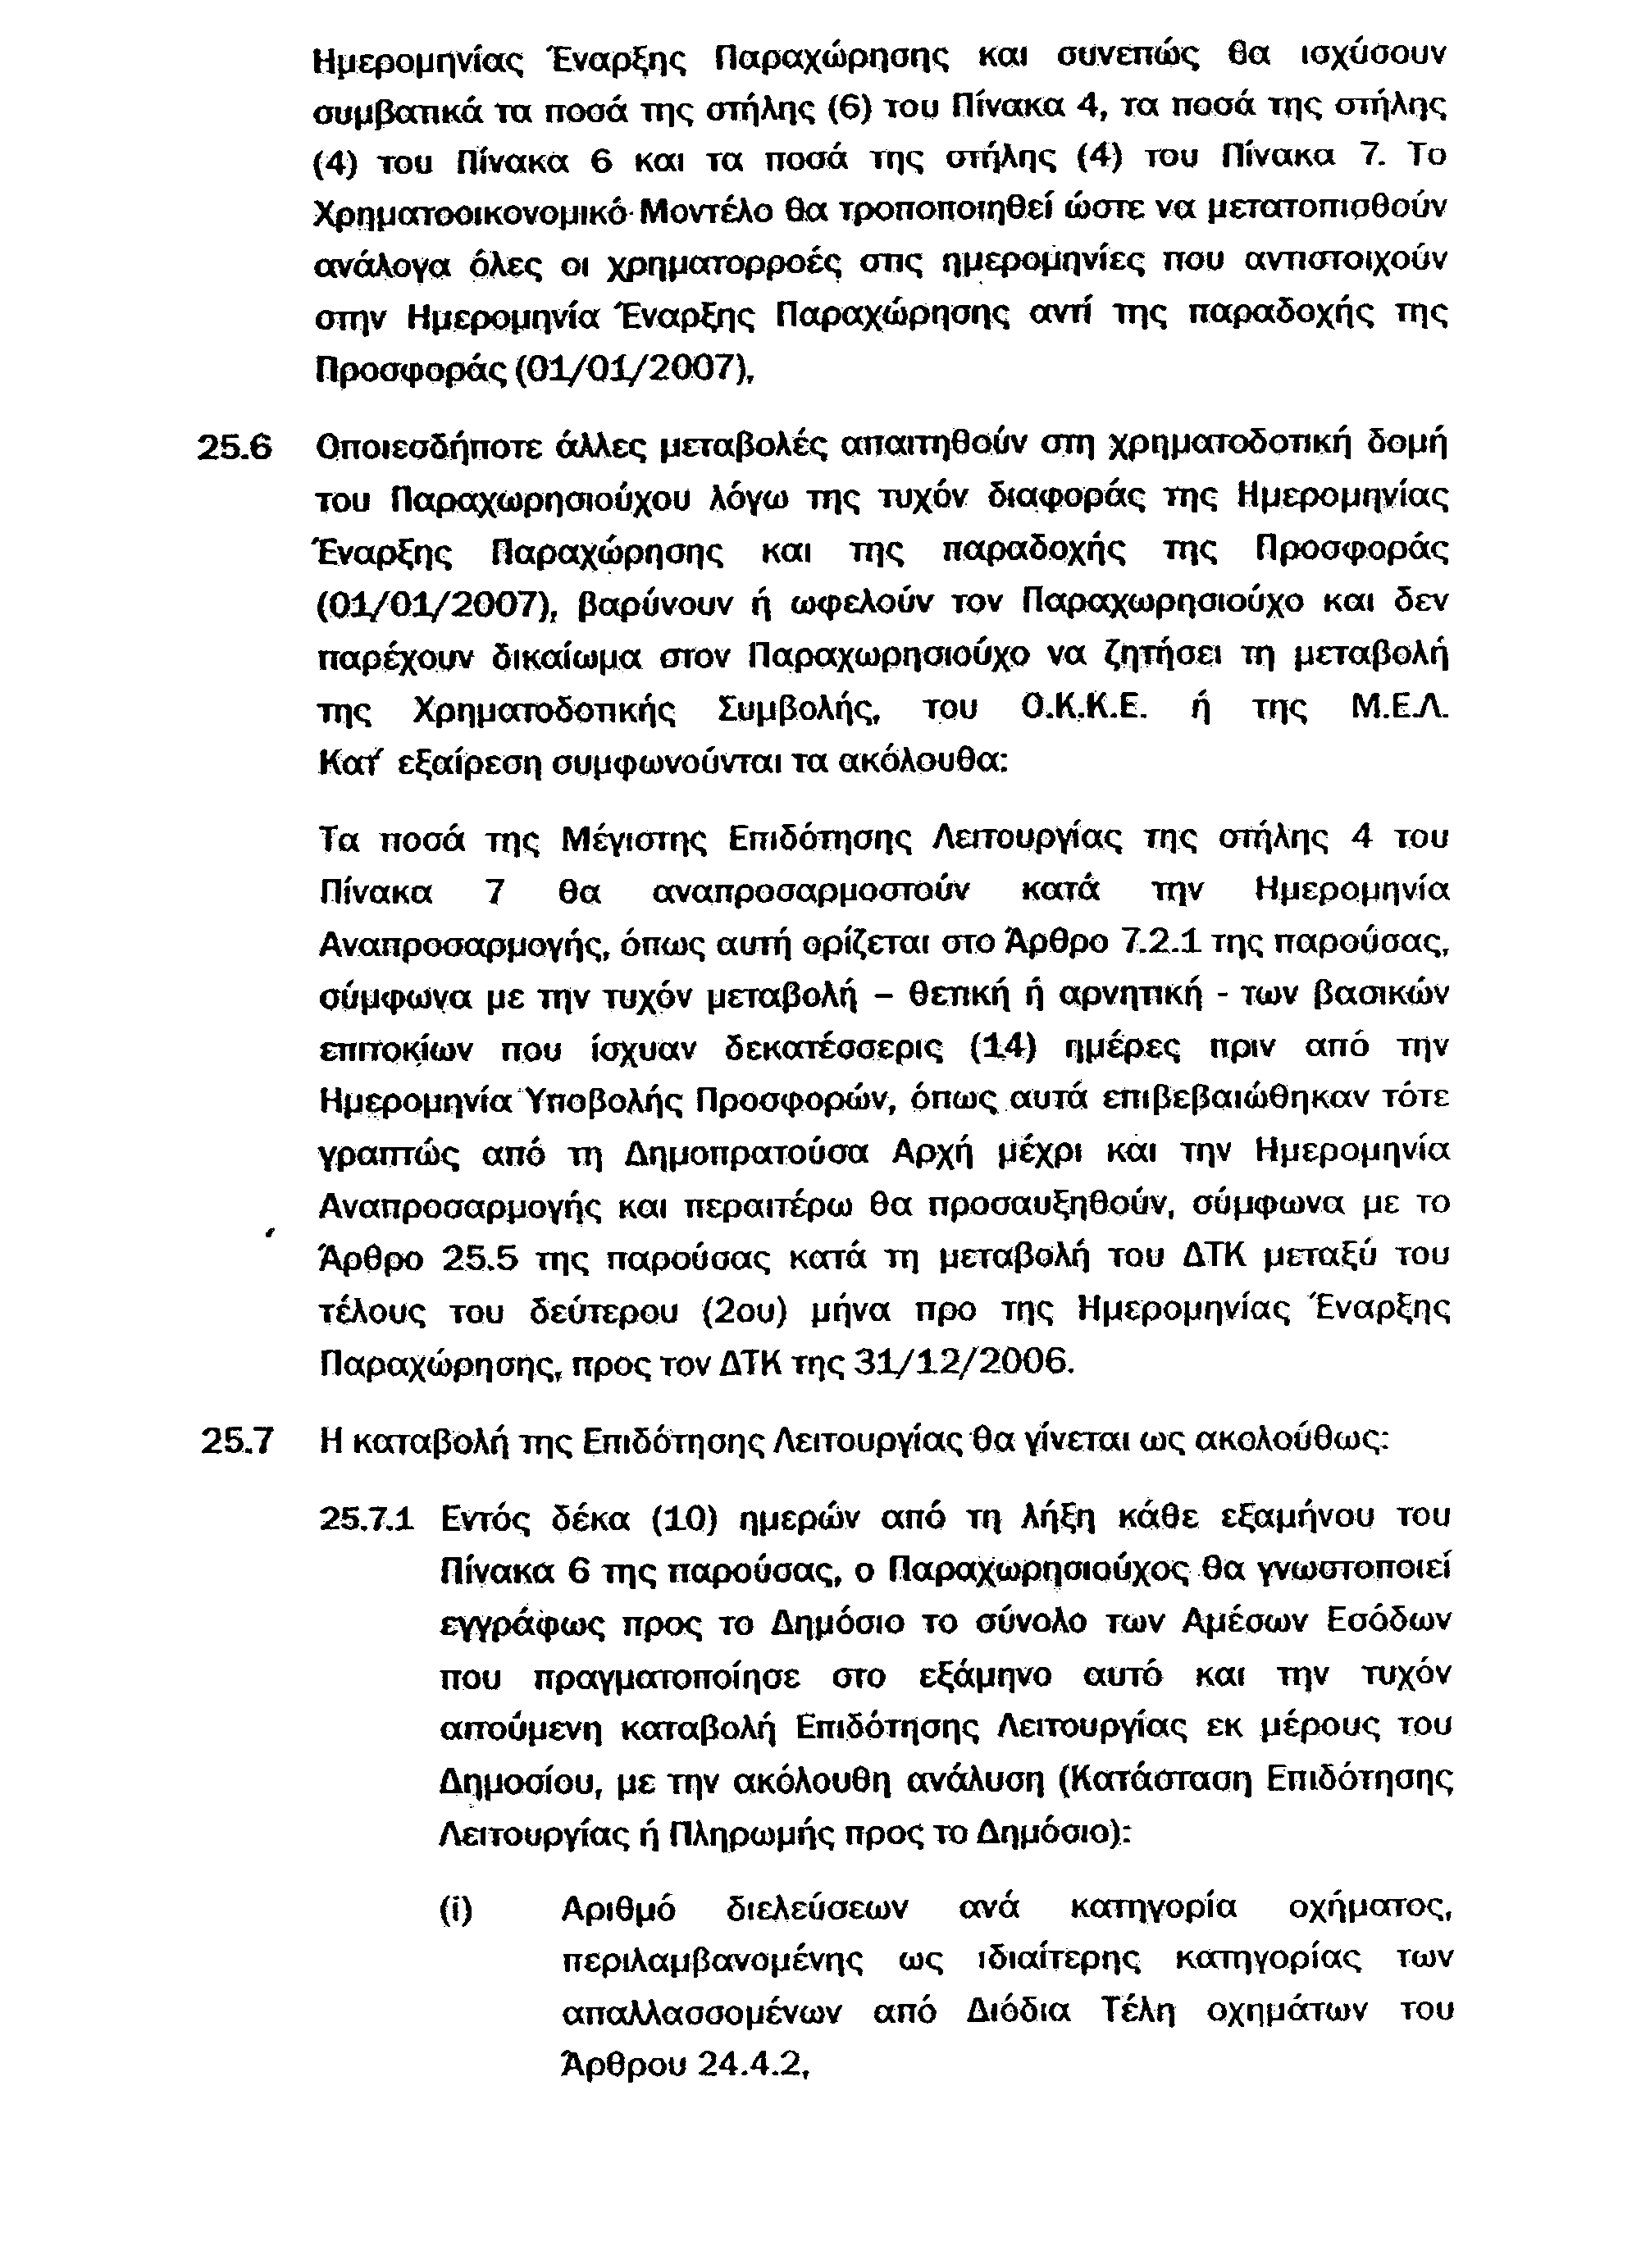 Ημερομηνίας Έναρξης Παραχώρησης και συνεπώς θα ισχύσουν
συμβατικά τα ποσά της στήλης (6) του Πίνακα 4, τα ποσά της στήλης
(4) του Πίνακα 6 και τα ποσά της στήλης (4) του Πίνακα 7. Το
Χρηματοοικονομικό Μοντέλο θα τροποποιηθεί ώστε να μετατοπισθούν
ανάλογα όλες οι χρηματορροές στις ημερομηνίες που αντιστοιχούν
στην Ημερομηνία Έναρξης Παραχώρησης αντί της παραδοχής της
Προσφοράς (01/01/2007),
25.6 Οποιεσδήποτε άλλες μεταβολές απαιτηθούν στη χρηματοδοτική δομή
του Παραχωρησιούχου λόγω της τυχόν διαφοράς της Ημερομηνίας
Έναρξης Παραχώρησης και της παραδοχής της Προσφοράς
(01/01/2007), βαρύνουν ή ωφελούν τον Παραχωρησιούχο και δεν
παρέχουν δικαίωμα στον Παραχωρησιούχο να ζητήσει τη μεταβολή
της Χρηματοδοτικής Συμβολής, του Ο.Κ.Κ.Ε. ή της Μ.Ε.Λ.
Κατ' εξαίρεση συμφωνούνται τα ακόλουθα:
Τα ποσά της Μέγιστης Επιδότησης Λειτουργίας της στήλης 4 του
Πίνακα 7 θα αναπροσαρμοστούν κατά την Ημερομηνία
Αναπροσαρμογής, όπως αυτή ορίζεται στο Άρθρο 7.2.1 της παρούσας,
σύμφωνα με την τυχόν μεταβολή – θετική ή αρνητική - των βασικών
επιτοκίων που ίσχυαν δεκατέσσερις (14) ημέρες πριν από την
Ημερομηνία Υποβολής Προσφορών, όπως αυτά επιβεβαιώθηκαν τότε
γραπτώς από τη Δημοπρατούσα Αρχή μέχρι και την Ημερομηνία
Αναπροσαρμογής και περαιτέρω θα προσαυξηθούν, σύμφωνα με το
Άρθρο 25.5 της παρούσας κατά τη μεταβολή του ΔΤΚ μεταξύ του
τέλους του δεύτερου (2ου) μήνα προ της Ημερομηνίας Έναρξης
Παραχώρησης, προς τον ΔΤΚ της 31/12/2006.
25.7 Η καταβολή της Επιδότησης Λειτουργίας θα γίνεται ως ακολούθως:
25.7.1 Εντός δέκα (10) ημερών από τη λήξη κάθε εξαμήνου του
Πίνακα 6 της παρούσας, ο Παραχωρησιούχος θα γνωστοποιεί
εγγράφως προς το Δημόσιο το σύνολο των Αμέσων Εσόδων
που πραγματοποίησε στο εξάμηνο αυτό και την τυχόν
αιτούμενη καταβολή Επιδότησης Λειτουργίας εκ μέρους του
Δημοσίου, με την ακόλουθη ανάλυση (Κατάσταση Επιδότησης
Λειτουργίας ή Πληρωμής προς το Δημόσιο):
(i) Αριθμό διελεύσεων ανά κατηγορία οχήματος,
περιλαμβανομένης ως ιδιαίτερης κατηγορίας των
απαλλασσομένων από Διόδια Τέλη οχημάτων του
Άρθρου 24.4.2,